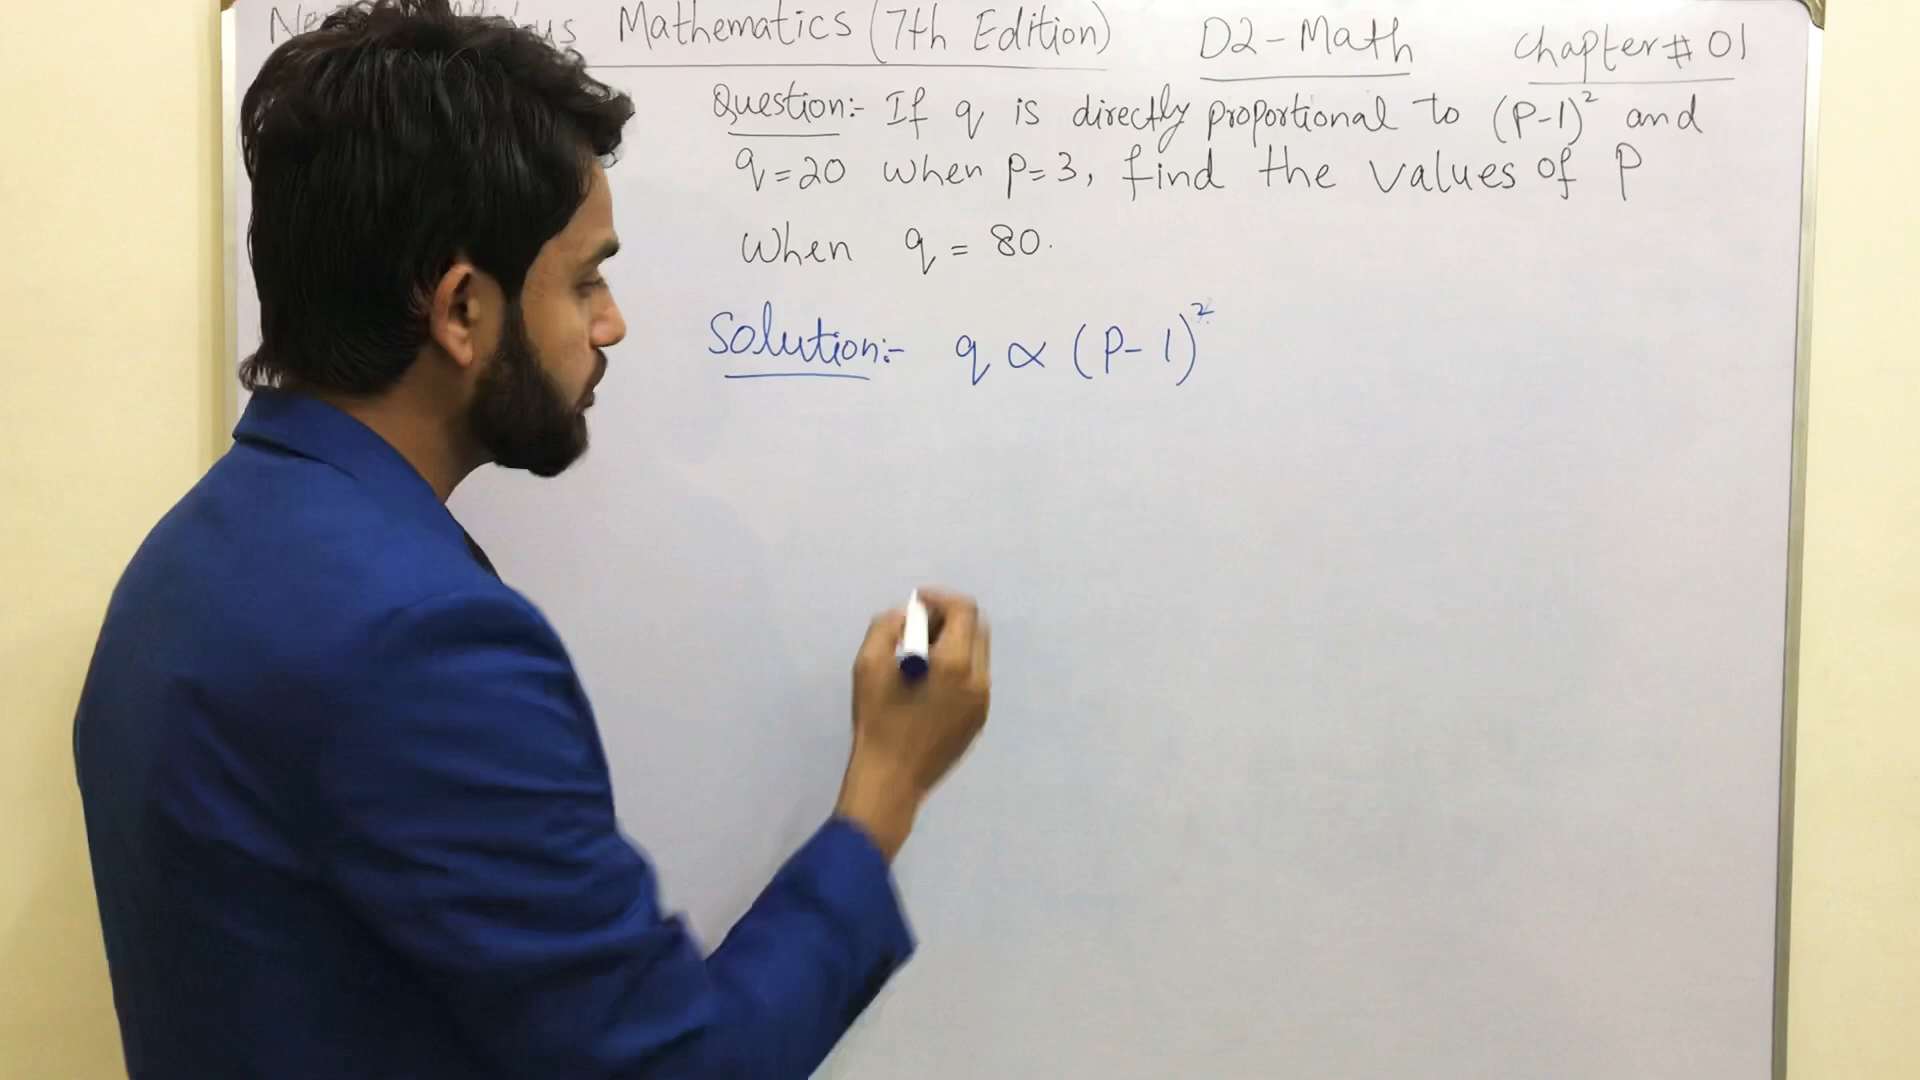 Mathematics (7th Edition) D2-Math Chapter # 01
Question:- If q is directly proportional to (P-1)² and
q=20 when p=3, find the values of P
When q = 80.
Solution:- q ∝ (P-1)²